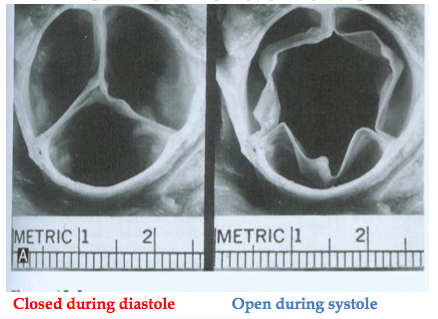 METRIC 1 2
A
METRIC 1 2
Closed during diastole
Open during systole